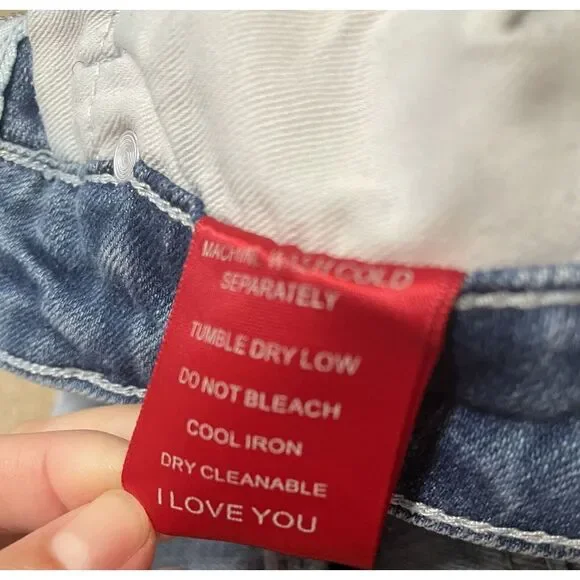 MACHINE WASH COLD
SEPARATELY
TUMBLE DRY LOW
DO NOT BLEACH
COOL IRON
DRY CLEANABLE
I LOVE YOU